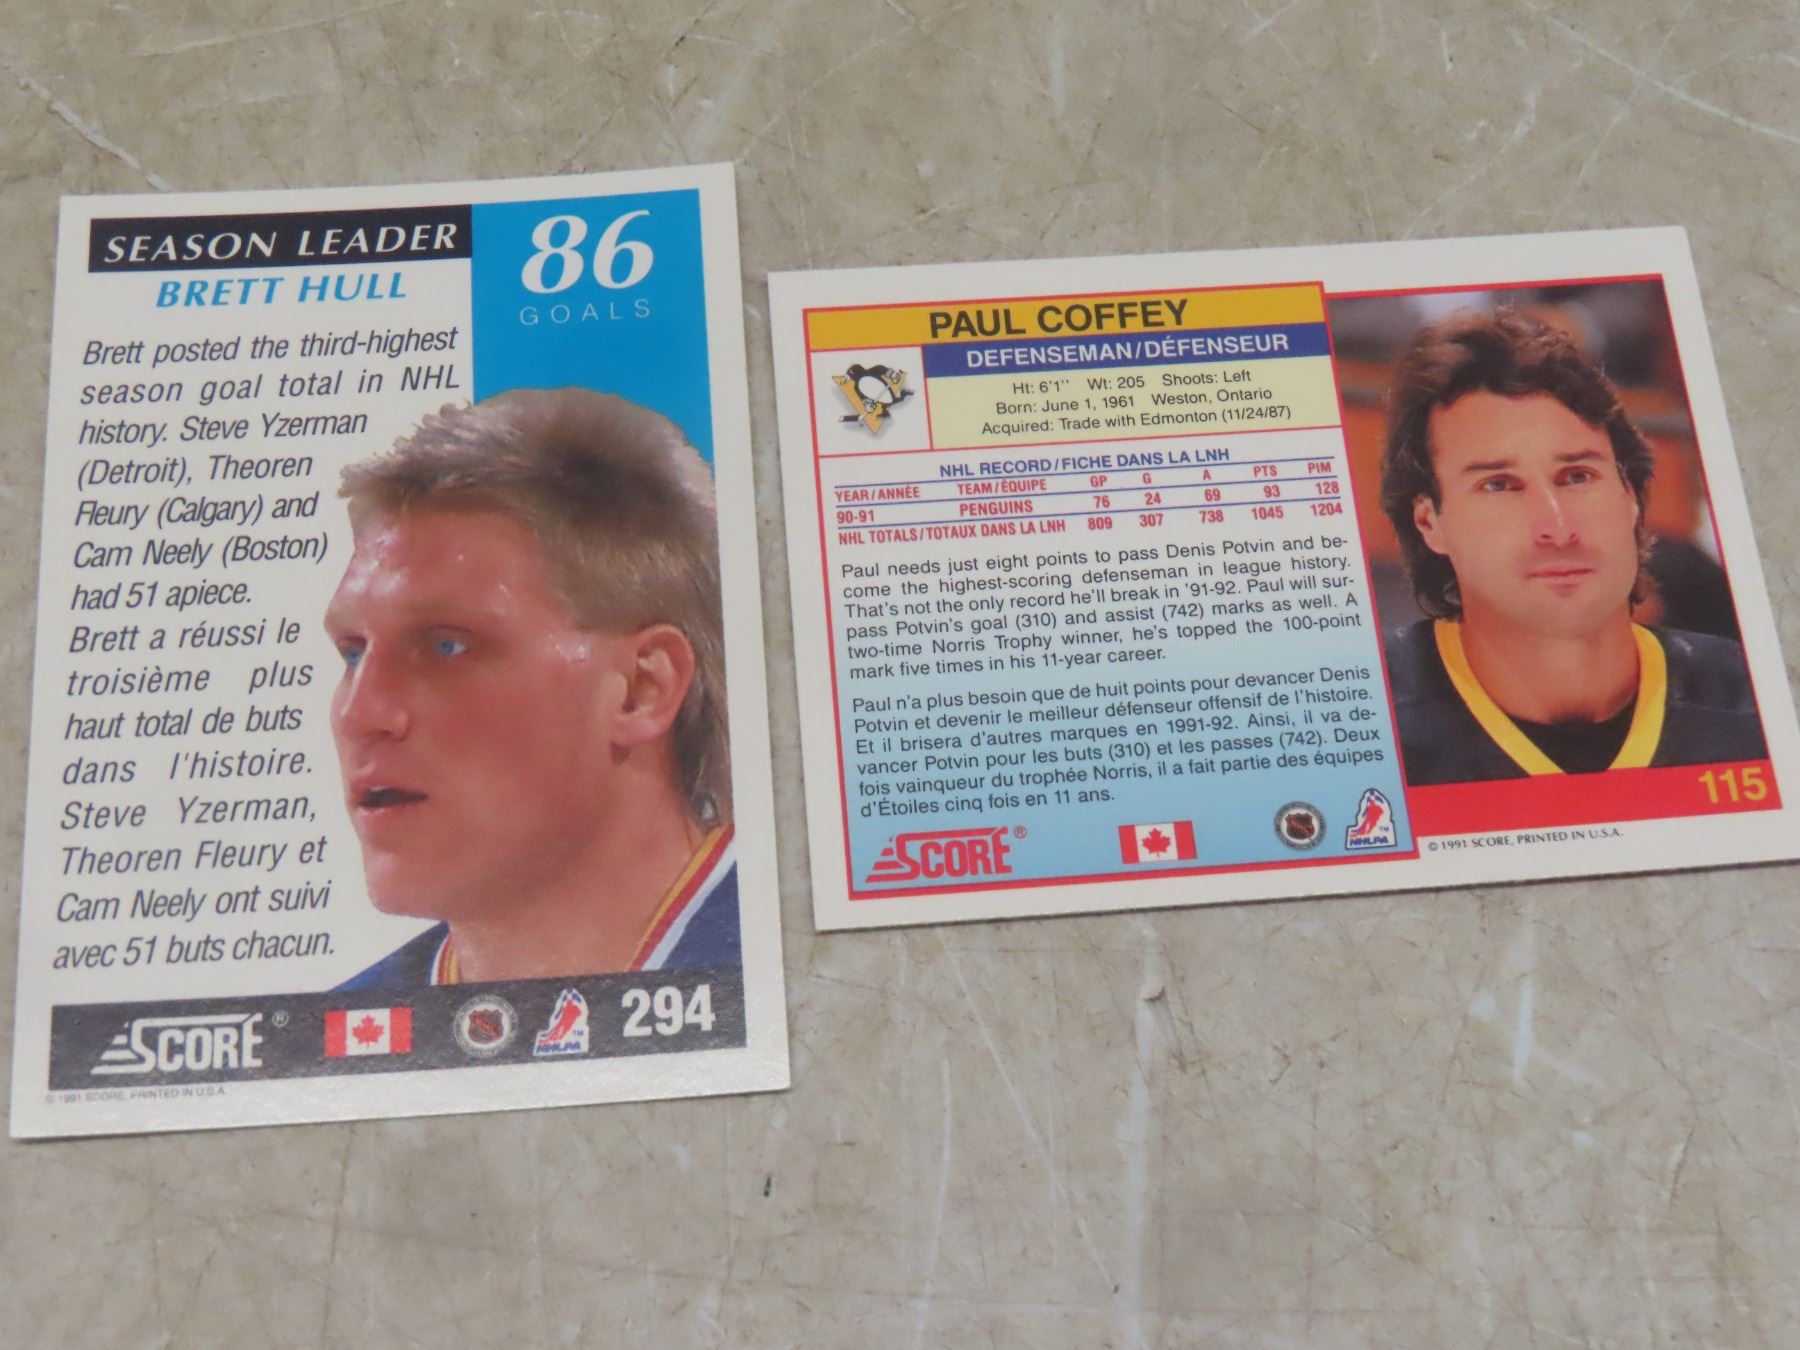 SEASON LEADER
BRETT HULL
86
GOALS
Brett posted the third-highest
season goal total in NHL
history. Steve Yzerman
(Detroit), Theoren
Fleury (Calgary) and
Cam Neely (Boston)
had 51 apiece.
Brett a réussi le
troisième plus
haut total de buts
dans l'histoire.
Steve Yzerman,
Theoren Fleury et
Cam Neely ont suivi
avec 51 buts chacun.
SCORE®
NHLPA
TM
294
© 1991 SCORE, PRINTED IN U.S.A.
PAUL COFFEY
DEFENSEMAN/DÉFENSEUR
Ht: 6'1" Wt: 205 Shoots: Left
Born: June 1, 1961 Weston, Ontario
Acquired: Trade with Edmonton (11/24/87)
NHL RECORD/FICHE DANS LA LNH
YEAR/ANNÉE TEAM/ÉQUIPE GP G A PTS PIM
90-91 PENGUINS 76 24 69 93 128
NHL TOTALS/TOTAUX DANS LA LNH 809 307 738 1045 1204
Paul needs just eight points to pass Denis Potvin and be-
come the highest-scoring defenseman in league history.
That's not the only record he'll break in '91-92. Paul will sur-
pass Potvin's goal (310) and assist (742) marks as well. A
two-time Norris Trophy winner, he's topped the 100-point
mark five times in his 11-year career.
Paul n'a plus besoin que de huit points pour devancer Denis
Potvin et devenir le meilleur défenseur offensif de l'histoire.
Et il brisera d'autres marques en 1991-92. Ainsi, il va de-
vancer Potvin pour les buts (310) et les passes (742). Deux
fois vainqueur du trophée Norris, il a fait partie des équipes
d'Étoiles cinq fois en 11 ans.
SCORE®
NHLPA
TM
115
© 1991 SCORE, PRINTED IN U.S.A.